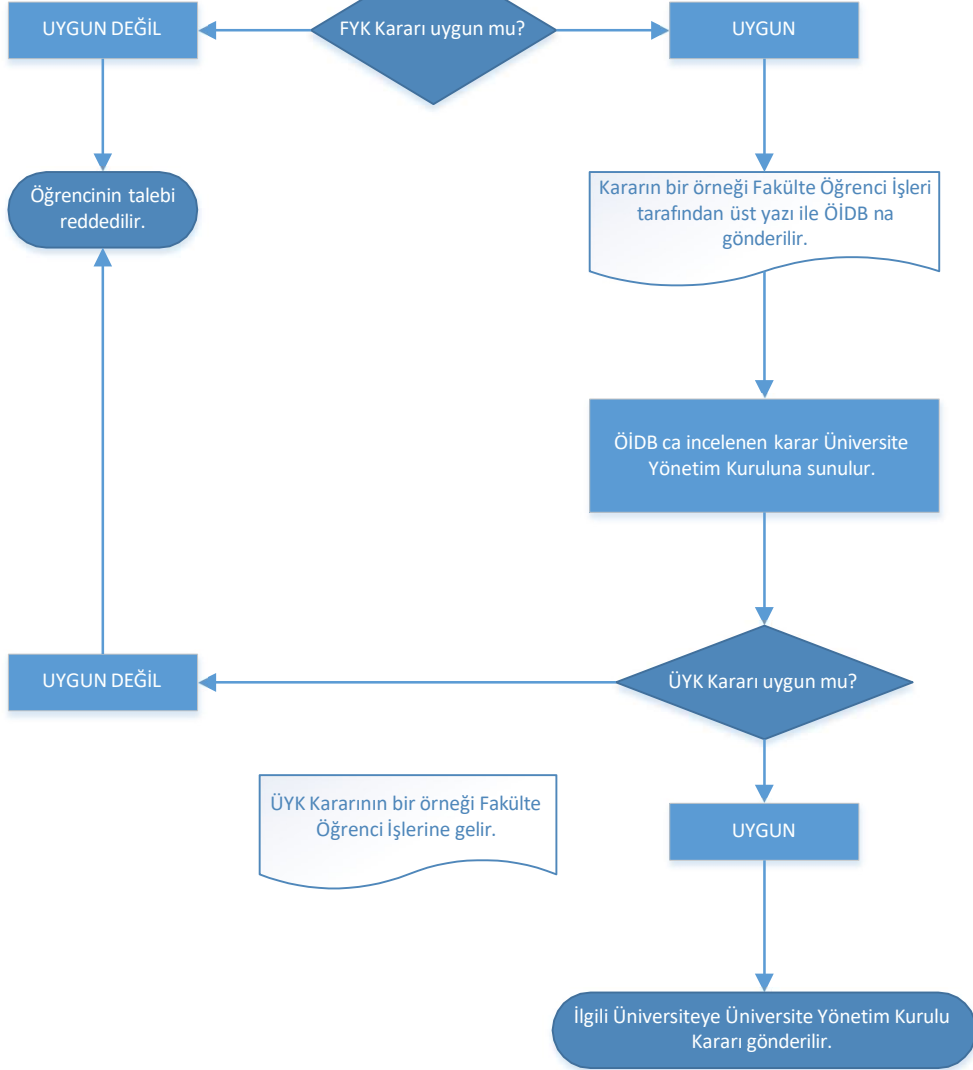 UYGUN DEĞİL
FYK Kararı uygun mu?
UYGUN
Öğrencinin talebi
reddedilir.
Kararın bir örneği Fakülte Öğrenci İşleri
tarafından üst yazı ile ÖİDB na
gönderilir.
ÖİDB ca incelenen karar Üniversite
Yönetim Kuruluna sunulur.
UYGUN DEĞİL
ÜYK Kararı uygun mu?
ÜYK Kararının bir örneği Fakülte
Öğrenci İşlerine gelir.
UYGUN
İlgili Üniversiteye Üniversite Yönetim Kurulu
Kararı gönderilir.